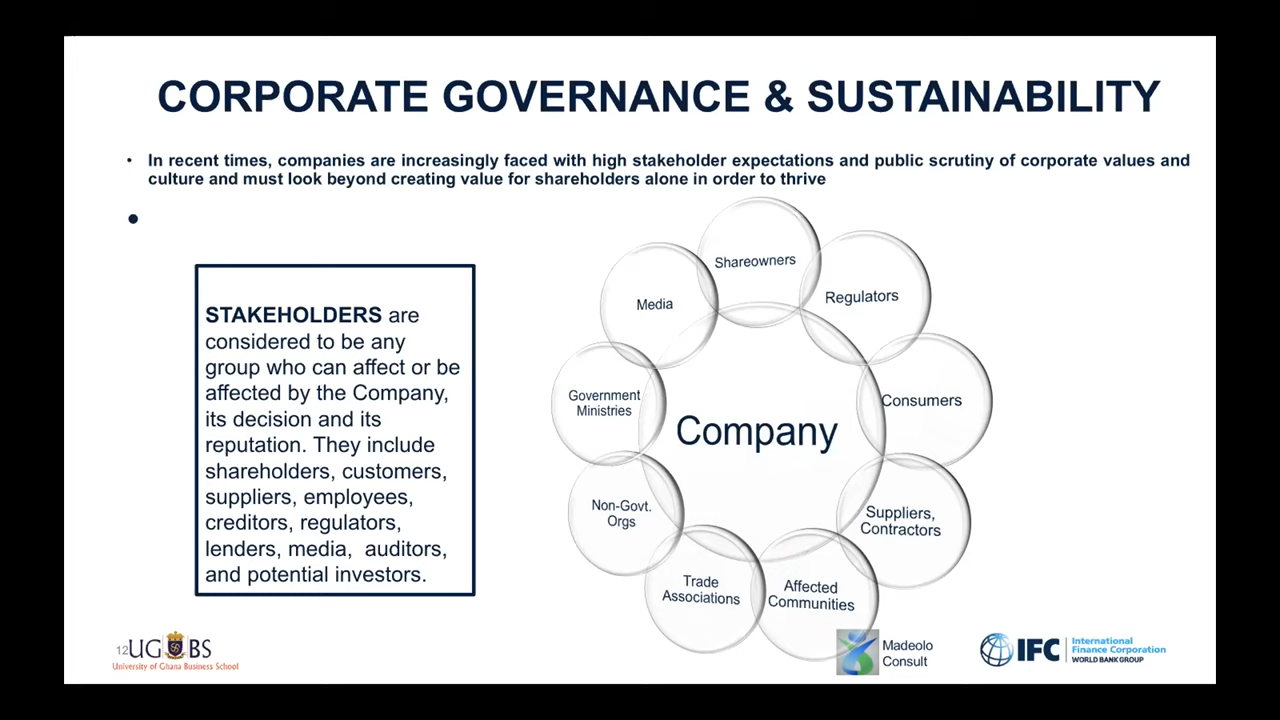 CORPORATE GOVERNANCE & SUSTAINABILITY
• In recent times, companies are increasingly faced with high stakeholder expectations and public scrutiny of corporate values and
culture and must look beyond creating value for shareholders alone in order to thrive
•
STAKEHOLDERS are
considered to be any
group who can affect or be
affected by the Company,
its decision and its
reputation. They include
shareholders, customers,
suppliers, employees,
creditors, regulators,
lenders, media, auditors,
and potential investors.
Shareowners
Regulators
Consumers
Suppliers,
Contractors
Affected
Communities
Trade
Associations
Non-Govt.
Orgs
Government
Ministries
Media
Company
12
UGBS
University of Ghana Business School
Madeolo
Consult
IFC
International
Finance Corporation
WORLD BANK GROUP